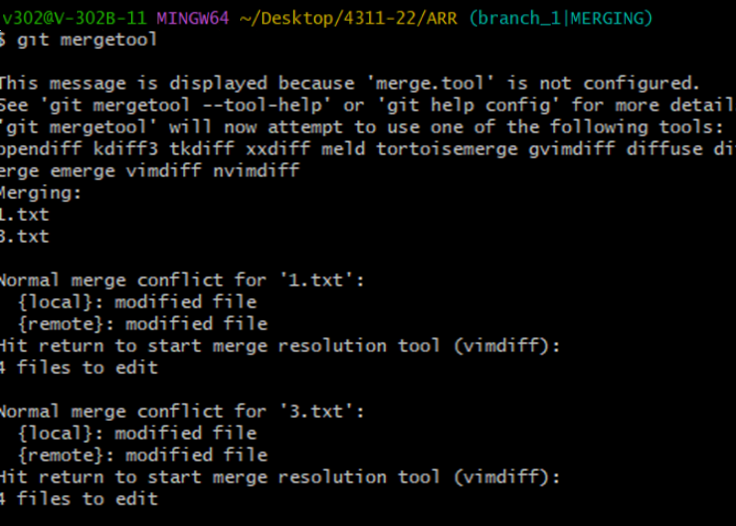 v302@V-302B-11 MINGW64 ~/Desktop/4311-22/ARR (branch_1|MERGING)
$ git mergetool
This message is displayed because 'merge.tool' is not configured.
See 'git mergetool --tool-help' or 'git help config' for more detail
'git mergetool' will now attempt to use one of the following tools:
opendiff kdiff3 tkdiff xxdiff meld tortoisemerge gvimdiff diffuse di
erge emerge vimdiff nvimdiff
Merging:
1.txt
3.txt
Normal merge conflict for '1.txt':
{local}: modified file
{remote}: modified file
Hit return to start merge resolution tool (vimdiff):
4 files to edit
Normal merge conflict for '3.txt':
{local}: modified file
{remote}: modified file
Hit return to start merge resolution tool (vimdiff):
4 files to edit